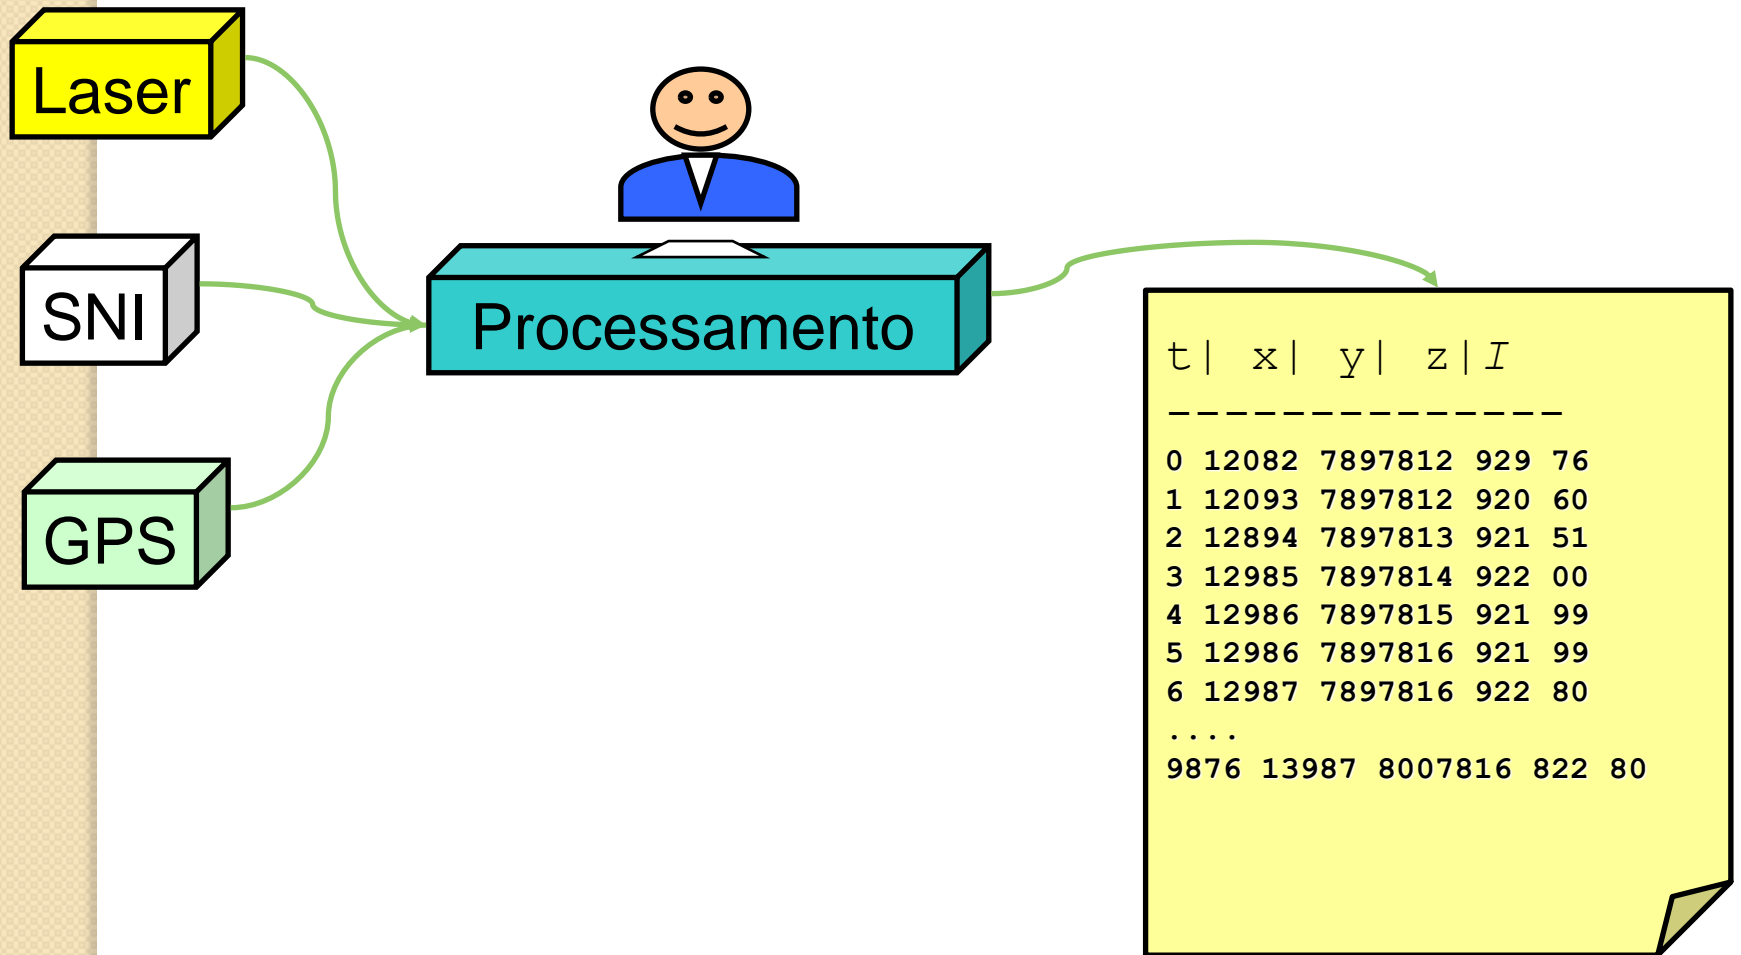 Laser
SNI
GPS
Processamento
t| x| y| z|I
--------------
0 12082 7897812 929 76
1 12093 7897812 920 60
2 12894 7897813 921 51
3 12985 7897814 922 00
4 12986 7897815 921 99
5 12986 7897816 921 99
6 12987 7897816 922 80
....
9876 13987 8007816 822 80